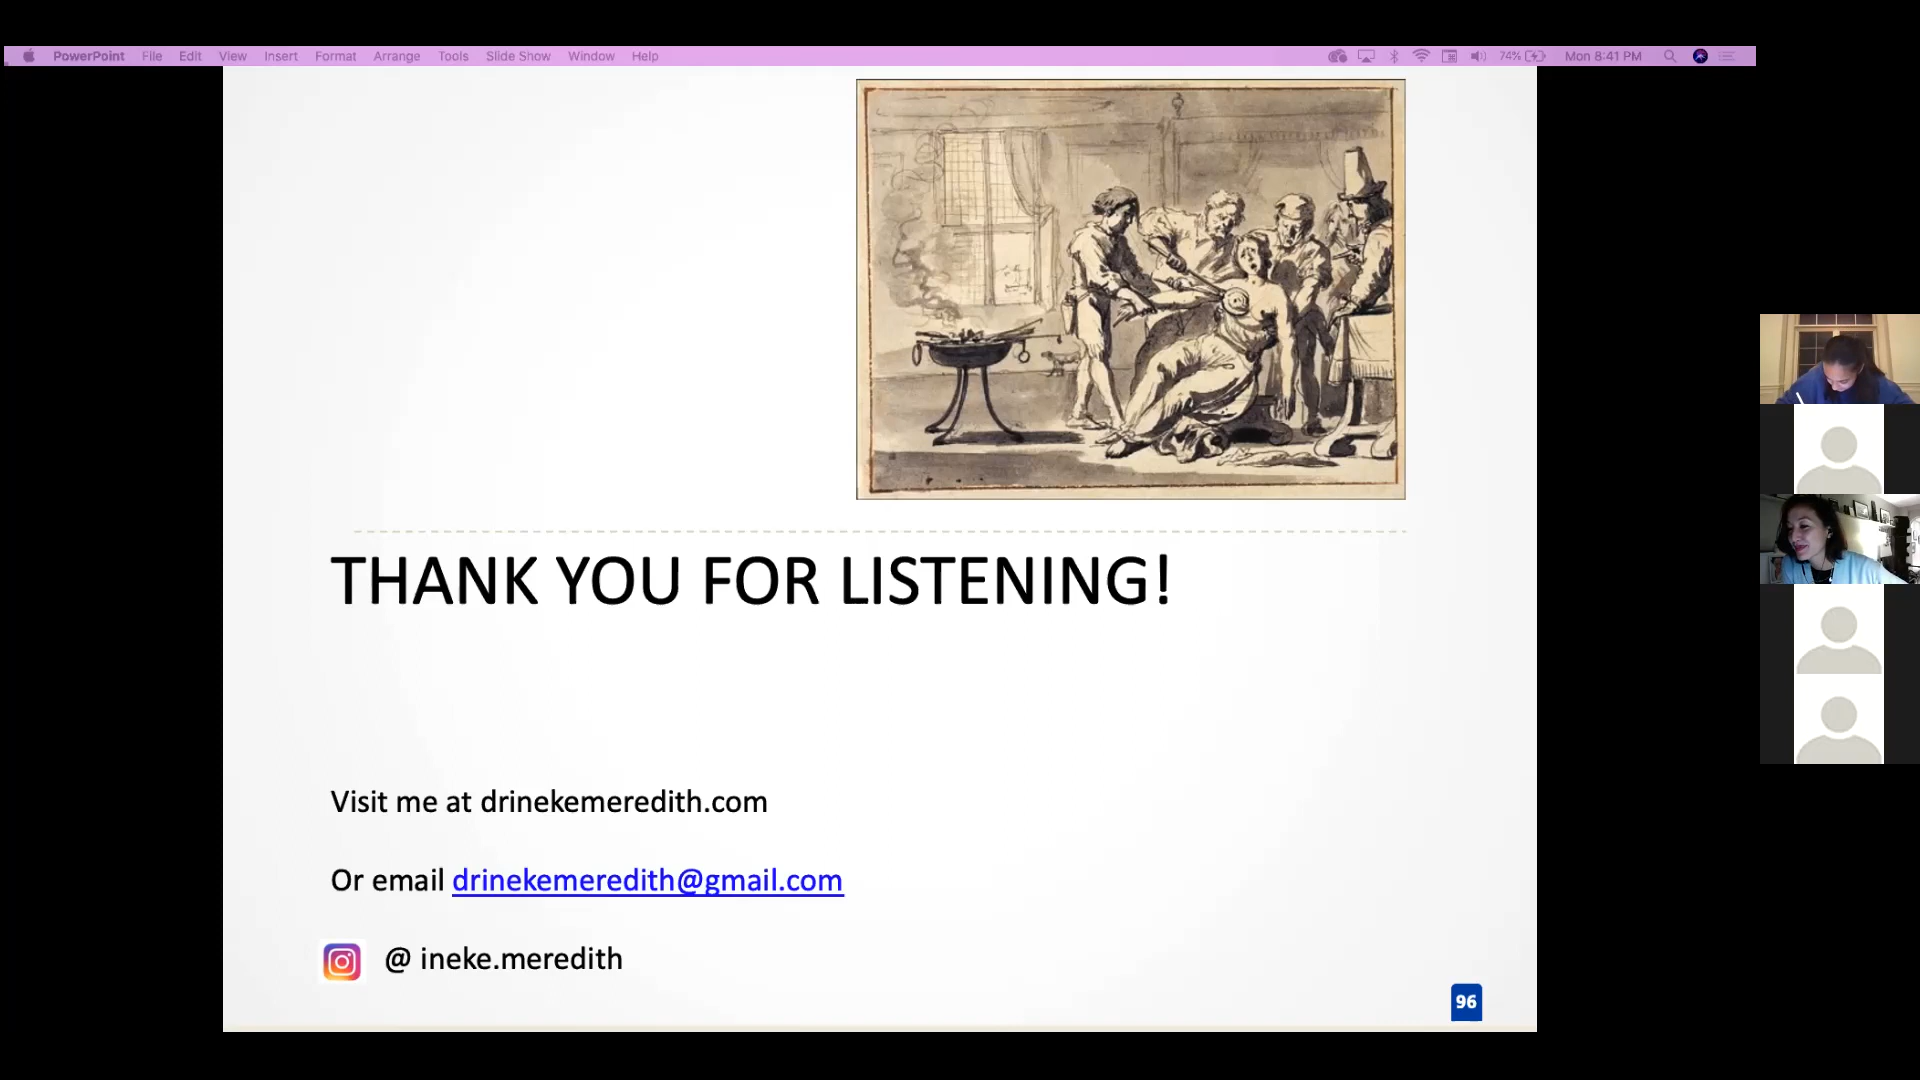 PowerPoint File Edit View Insert Format Arrange Tools Slide Show Window Help 74% Mon 8:41 PM
THANK YOU FOR LISTENING!
Visit me at drinekemeredith.com
Or email drinekemeredith@gmail.com
@ ineke.meredith
96